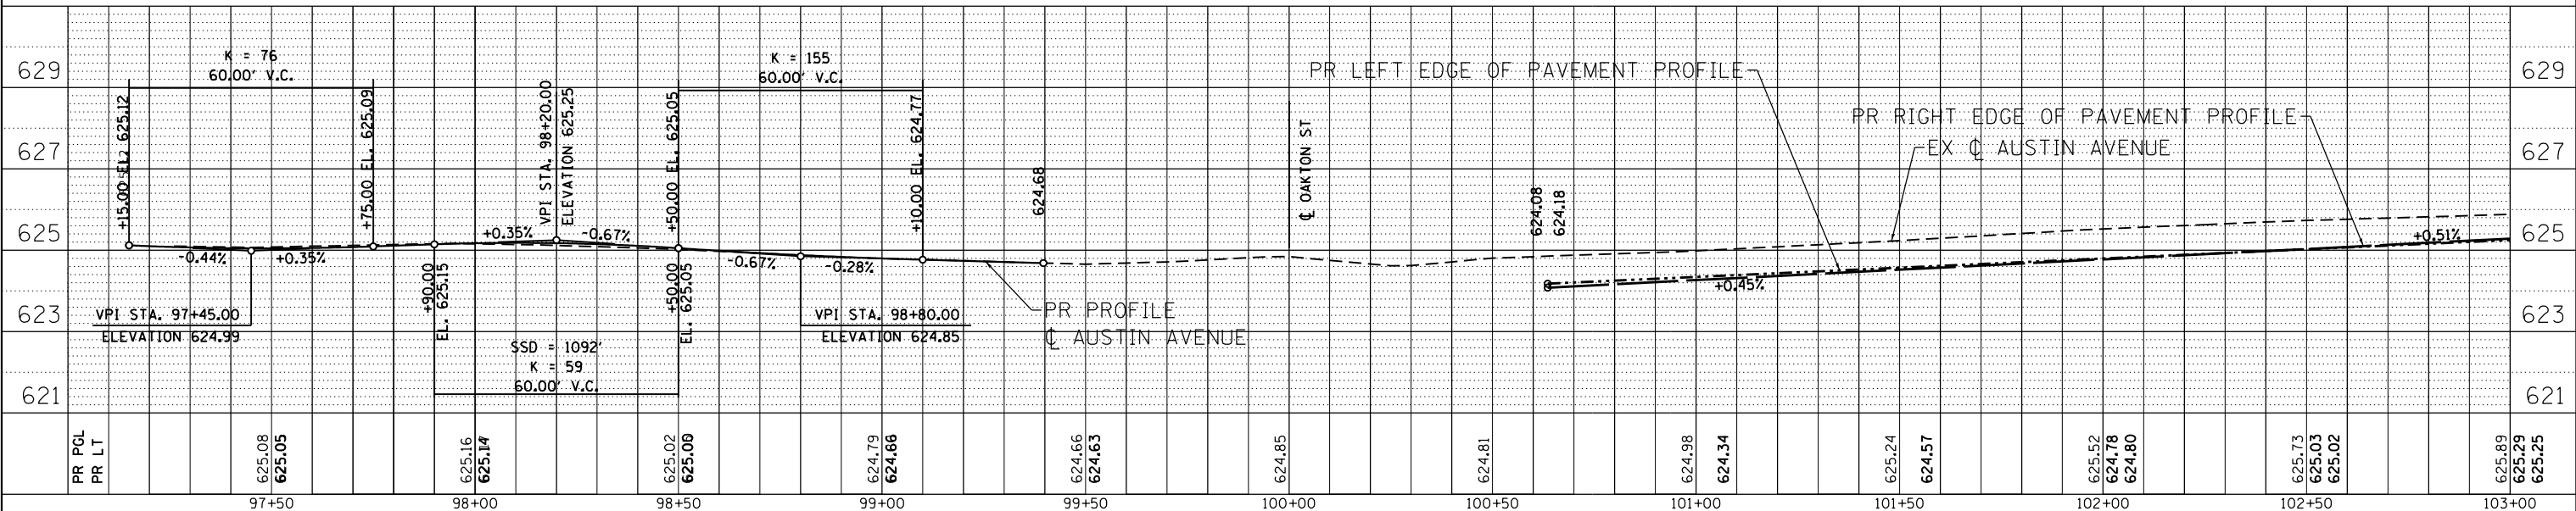 K = 76
60.00' V.C.
K = 155
60.00' V.C.
629
627
625
623
621
629
627
625
623
621
+15.00 EL. 625.12
+75.00 EL. 625.09
VPI STA. 98+20.00
ELEVATION 625.25
+50.00 EL. 625.05
+10.00 EL. 624.77
624.68
℄ OAKTON ST
624.08
624.18
PR LEFT EDGE OF PAVEMENT PROFILE
PR RIGHT EDGE OF PAVEMENT PROFILE
EX ℄ AUSTIN AVENUE
-0.44%
+0.35%
+0.35%
-0.67%
-0.67%
-0.28%
+0.45%
+0.51%
VPI STA. 97+45.00
ELEVATION 624.99
+90.00
EL. 625.15
SSD = 1092'
K = 59
60.00' V.C.
+50.00
EL. 625.05
VPI STA. 98+80.00
ELEVATION 624.85
PR PROFILE
℄ AUSTIN AVENUE
PR PGL
PR LT
625.08
625.05
625.16
625.02
624.79
624.66
624.66
624.63
624.85
624.81
624.98
624.34
625.24
624.57
625.52
624.78
624.80
625.73
625.03
625.02
625.89
625.29
625.25
97+50
98+00
98+50
99+00
99+50
100+00
100+50
101+00
101+50
102+00
102+50
103+00